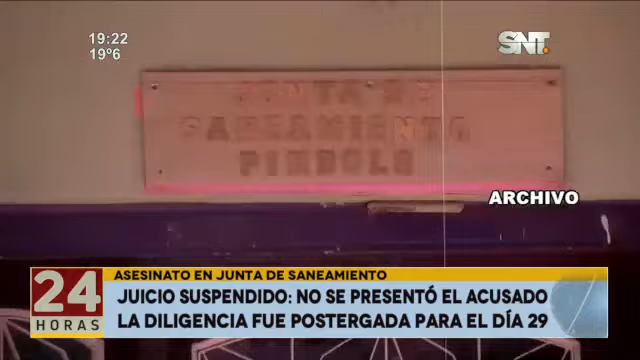 19:22
19°6
SNT.
JUNTA DE
SANEAMIENTO
ARCHIVO
24
HORAS
ASESINATO EN JUNTA DE SANEAMIENTO
JUICIO SUSPENDIDO: NO SE PRESENTÓ EL ACUSADO
LA DILIGENCIA FUE POSTERGADA PARA EL DÍA 29